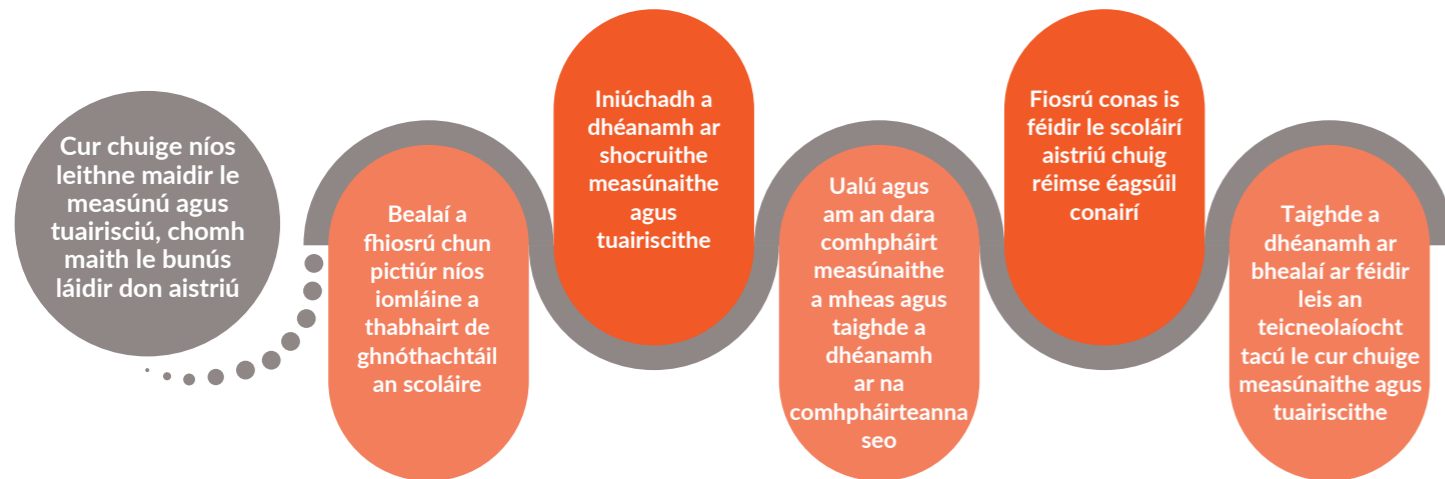 Cur chuige níos
leithne maidir le
measúnú agus
tuairisciú, chomh
maith le bunús
láidir don aistriú
Bealaí a
fhiosrú chun
pictiúr níos
iomláine a
thabhairt de
ghnóthachtáil
an scoláire
Iniúchadh a
dhéanamh ar
shocruithe
measúnaithe
agus
tuairiscithe
Ualú agus
am an dara
comhpháirt
measúnaithe
a mheas agus
taighde a
dhéanamh
ar na
comhpháirteanna
seo
Fiosrú conas is
féidir le scoláirí
aistriú chuig
réimse éagsúil
conairí
Taighde a
dhéanamh ar
bhealaí ar féidir
leis an
teicneolaíocht
tacú le cur chuige
measúnaithe agus
tuairiscithe